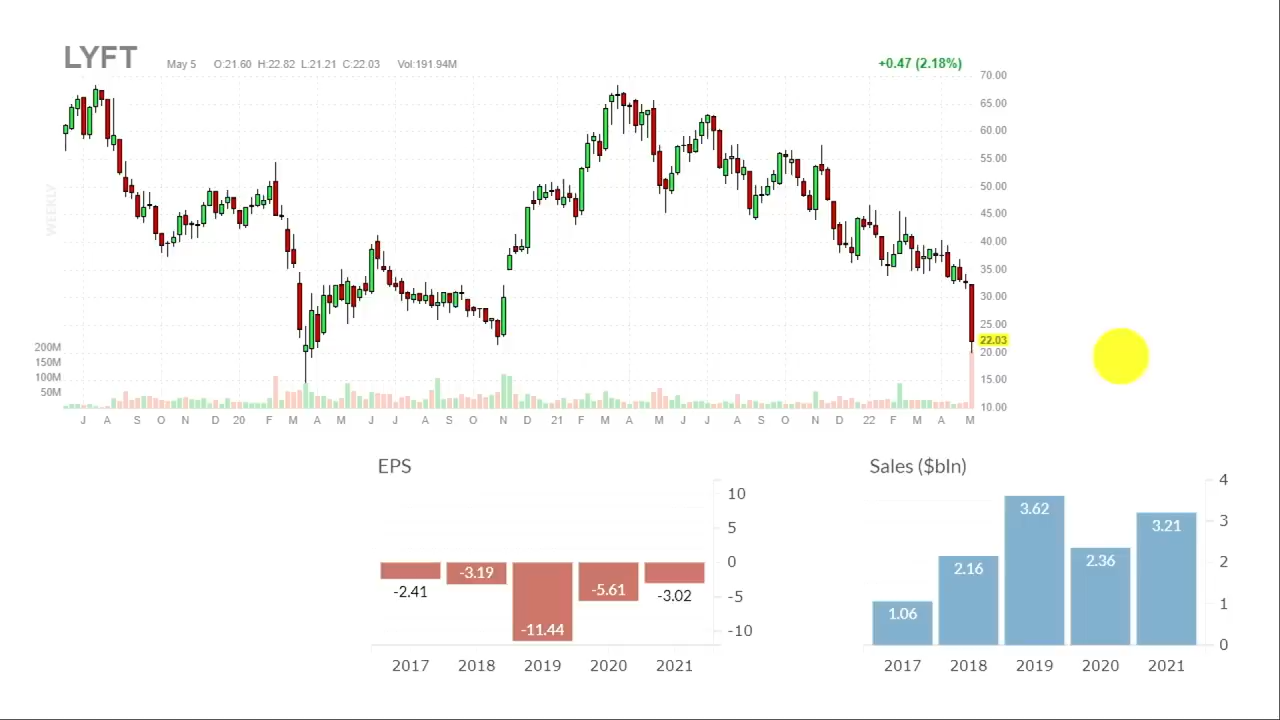 LYFT May 5 O:21.60 H:22.82 L:21.21 C:22.03 Vol:191.94M +0.47 (2.18%)
70.00
65.00
60.00
55.00
50.00
45.00
40.00
35.00
30.00
25.00
22.03
20.00
15.00
10.00
WEEKLY
200M
150M
100M
50M
J A S O N D 20 F M A M J J A S O N D 21 F M A M J J A S O N D 22 F M A M
EPS
10
5
0
-5
-10
-2.41 -3.19 -11.44 -5.61 -3.02
2017 2018 2019 2020 2021
Sales ($bln)
4
3
2
1
0
1.06 2.16 3.62 2.36 3.21
2017 2018 2019 2020 2021